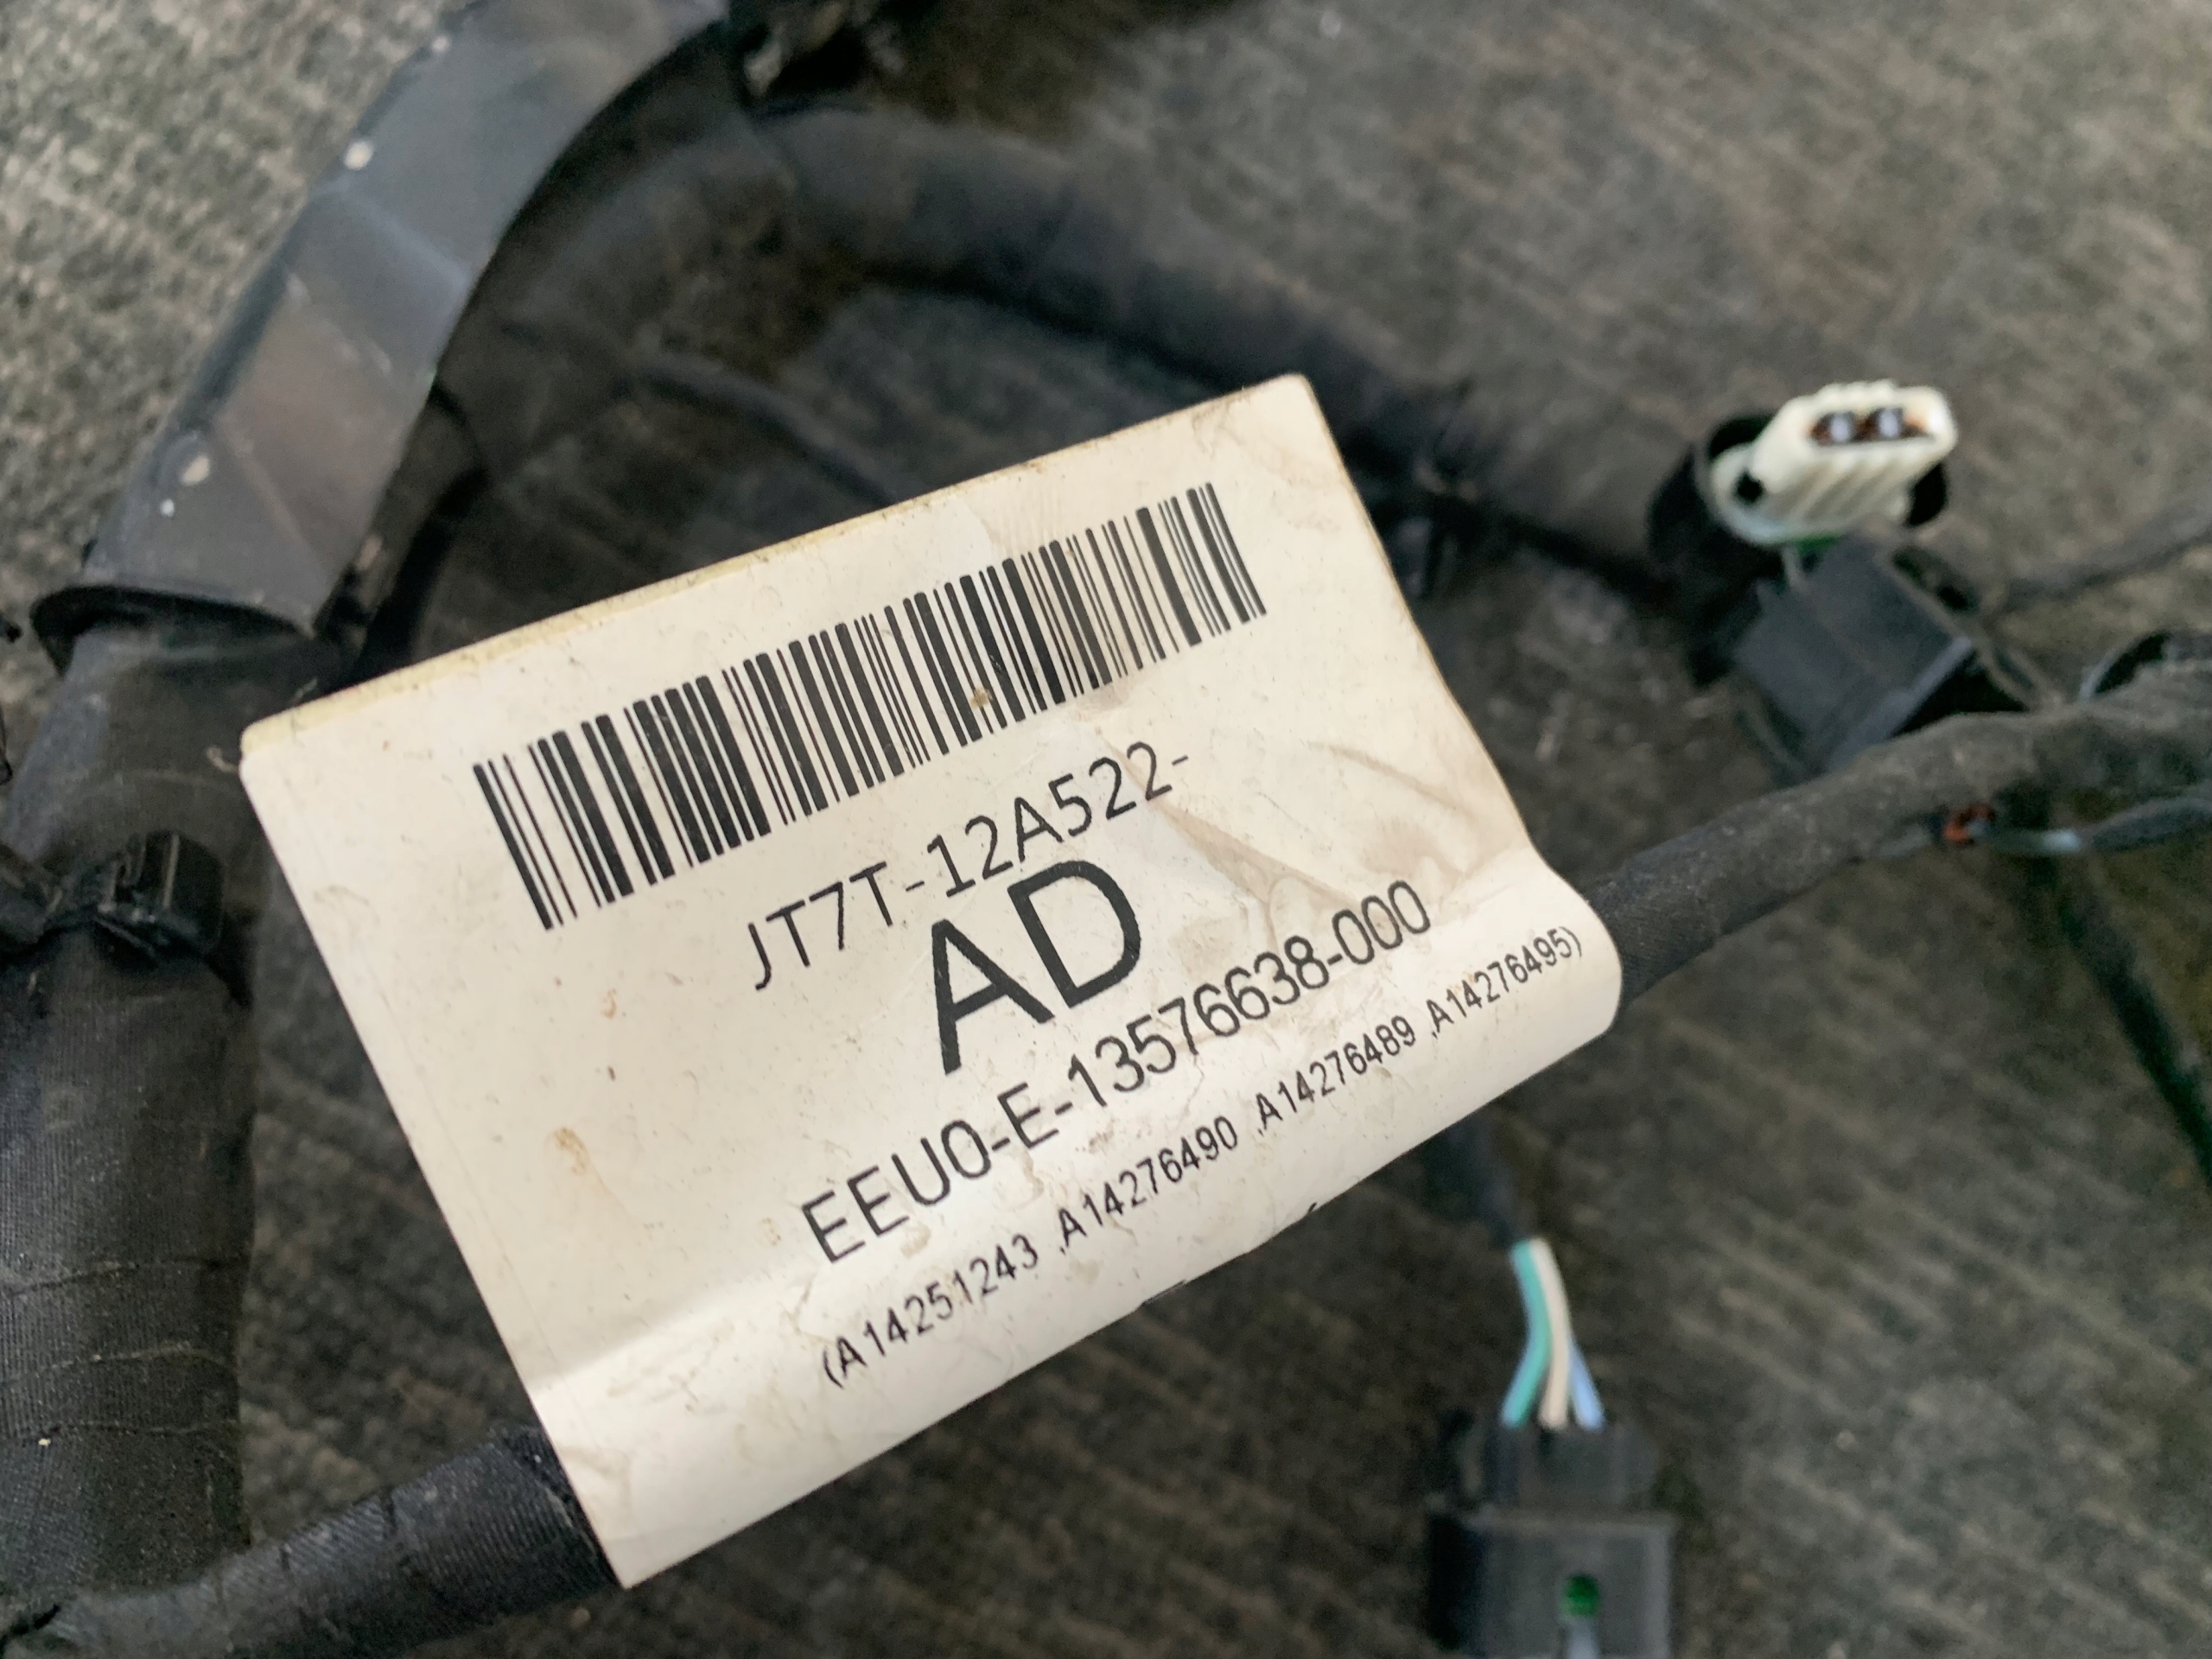 JT7T-12A522-
AD
EEU0-E-13576638-000
(A14251243 ,A14276490 ,A14276489 ,A14276495)